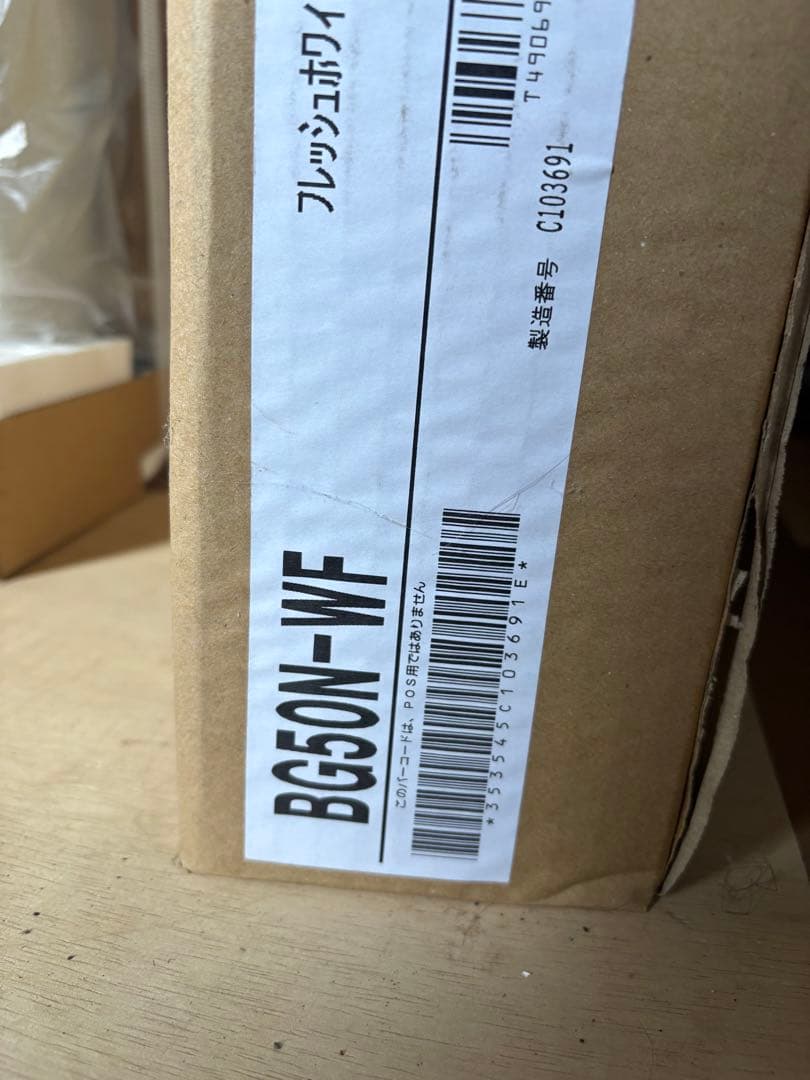 BG50N-WF
フレッシュホワイ
このバーコードは、POS用ではありません
*353545C103691E*
製造番号 C103691
T49069